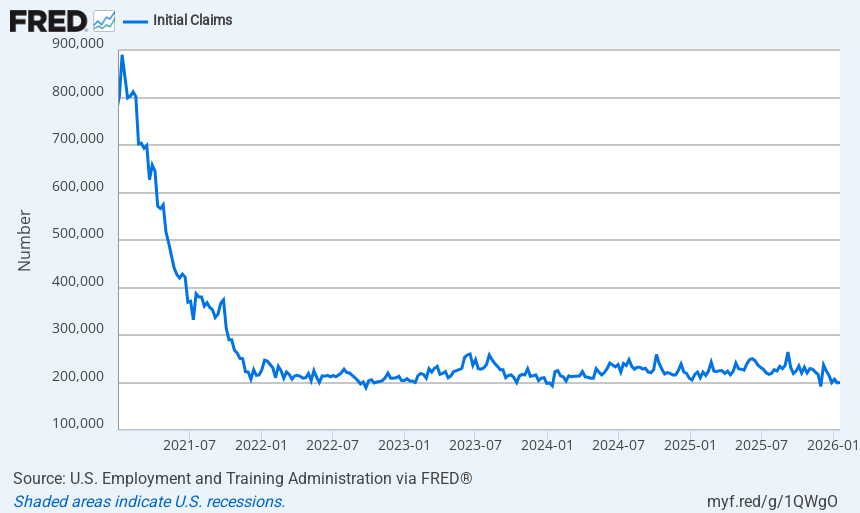 FRED® Initial Claims
900,000
800,000
700,000
600,000
500,000
400,000
300,000
200,000
100,000
Number
2021-07 2022-01 2022-07 2023-01 2023-07 2024-01 2024-07 2025-01 2025-07 2026-01
Source: U.S. Employment and Training Administration via FRED®
Shaded areas indicate U.S. recessions.
myf.red/g/1QWgO